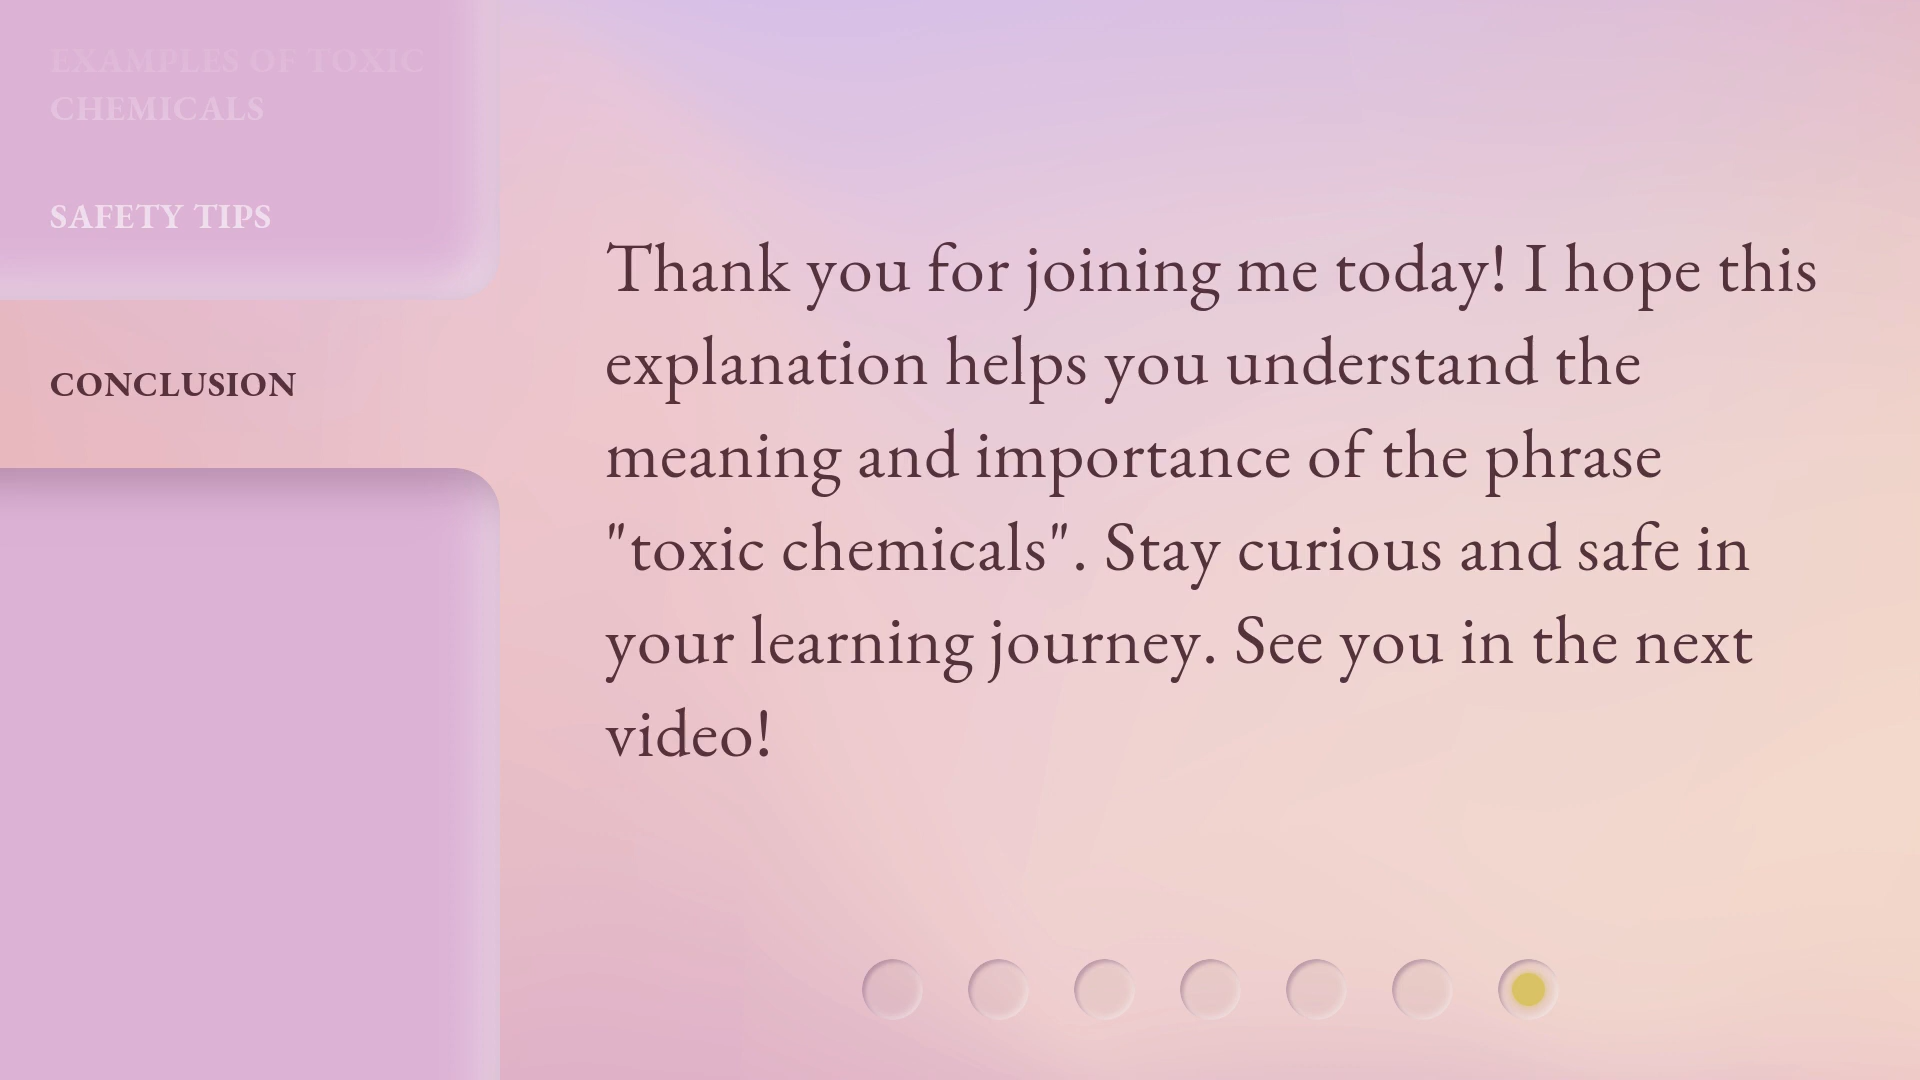 EXAMPLES OF TOXIC
CHEMICALS
SAFETY TIPS
CONCLUSION
Thank you for joining me today! I hope this
explanation helps you understand the
meaning and importance of the phrase
"toxic chemicals". Stay curious and safe in
your learning journey. See you in the next
video!